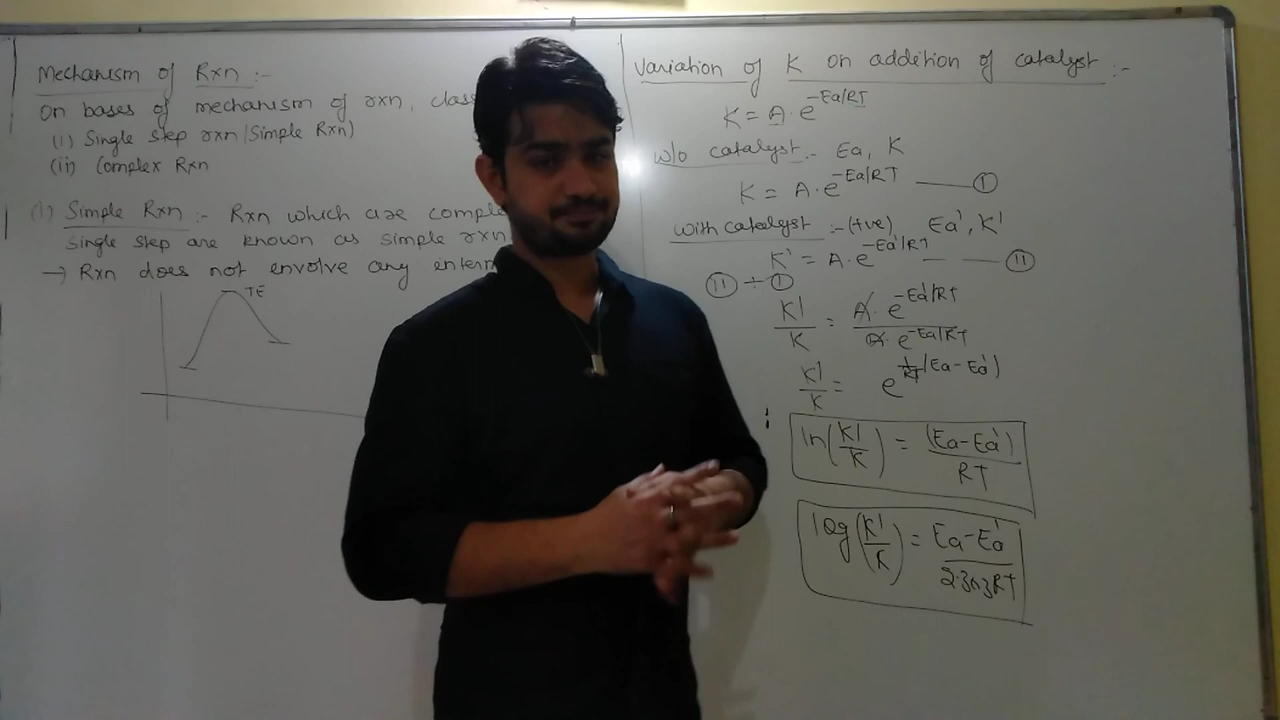 Mechanism of Rxn :-
On bases of mechanism of rxn, class
(i) Single step rxn/Simple Rxn)
(ii) Complex Rxn
(1) Simple Rxn :- Rxn which are comple
single step are known as simple rxn
→ Rxn does not envolve any interm
TE
Variation of K on addition of catalyst :-
K = A.e^-Ea/RT
w/o catalyst :- Ea, K
K = A.e^-Ea/RT —— I
with catalyst :- (+ve) Ea', K'
K' = A.e^-Ea'/RT —— II
II ÷ I
K'/K = A.e^-Ea'/RT / A.e^-Ea/RT
K'/K = e^1/RT(Ea-Ea')
ln(K'/K) = (Ea-Ea')/RT
log(K'/K) = Ea-Ea'/2.303RT